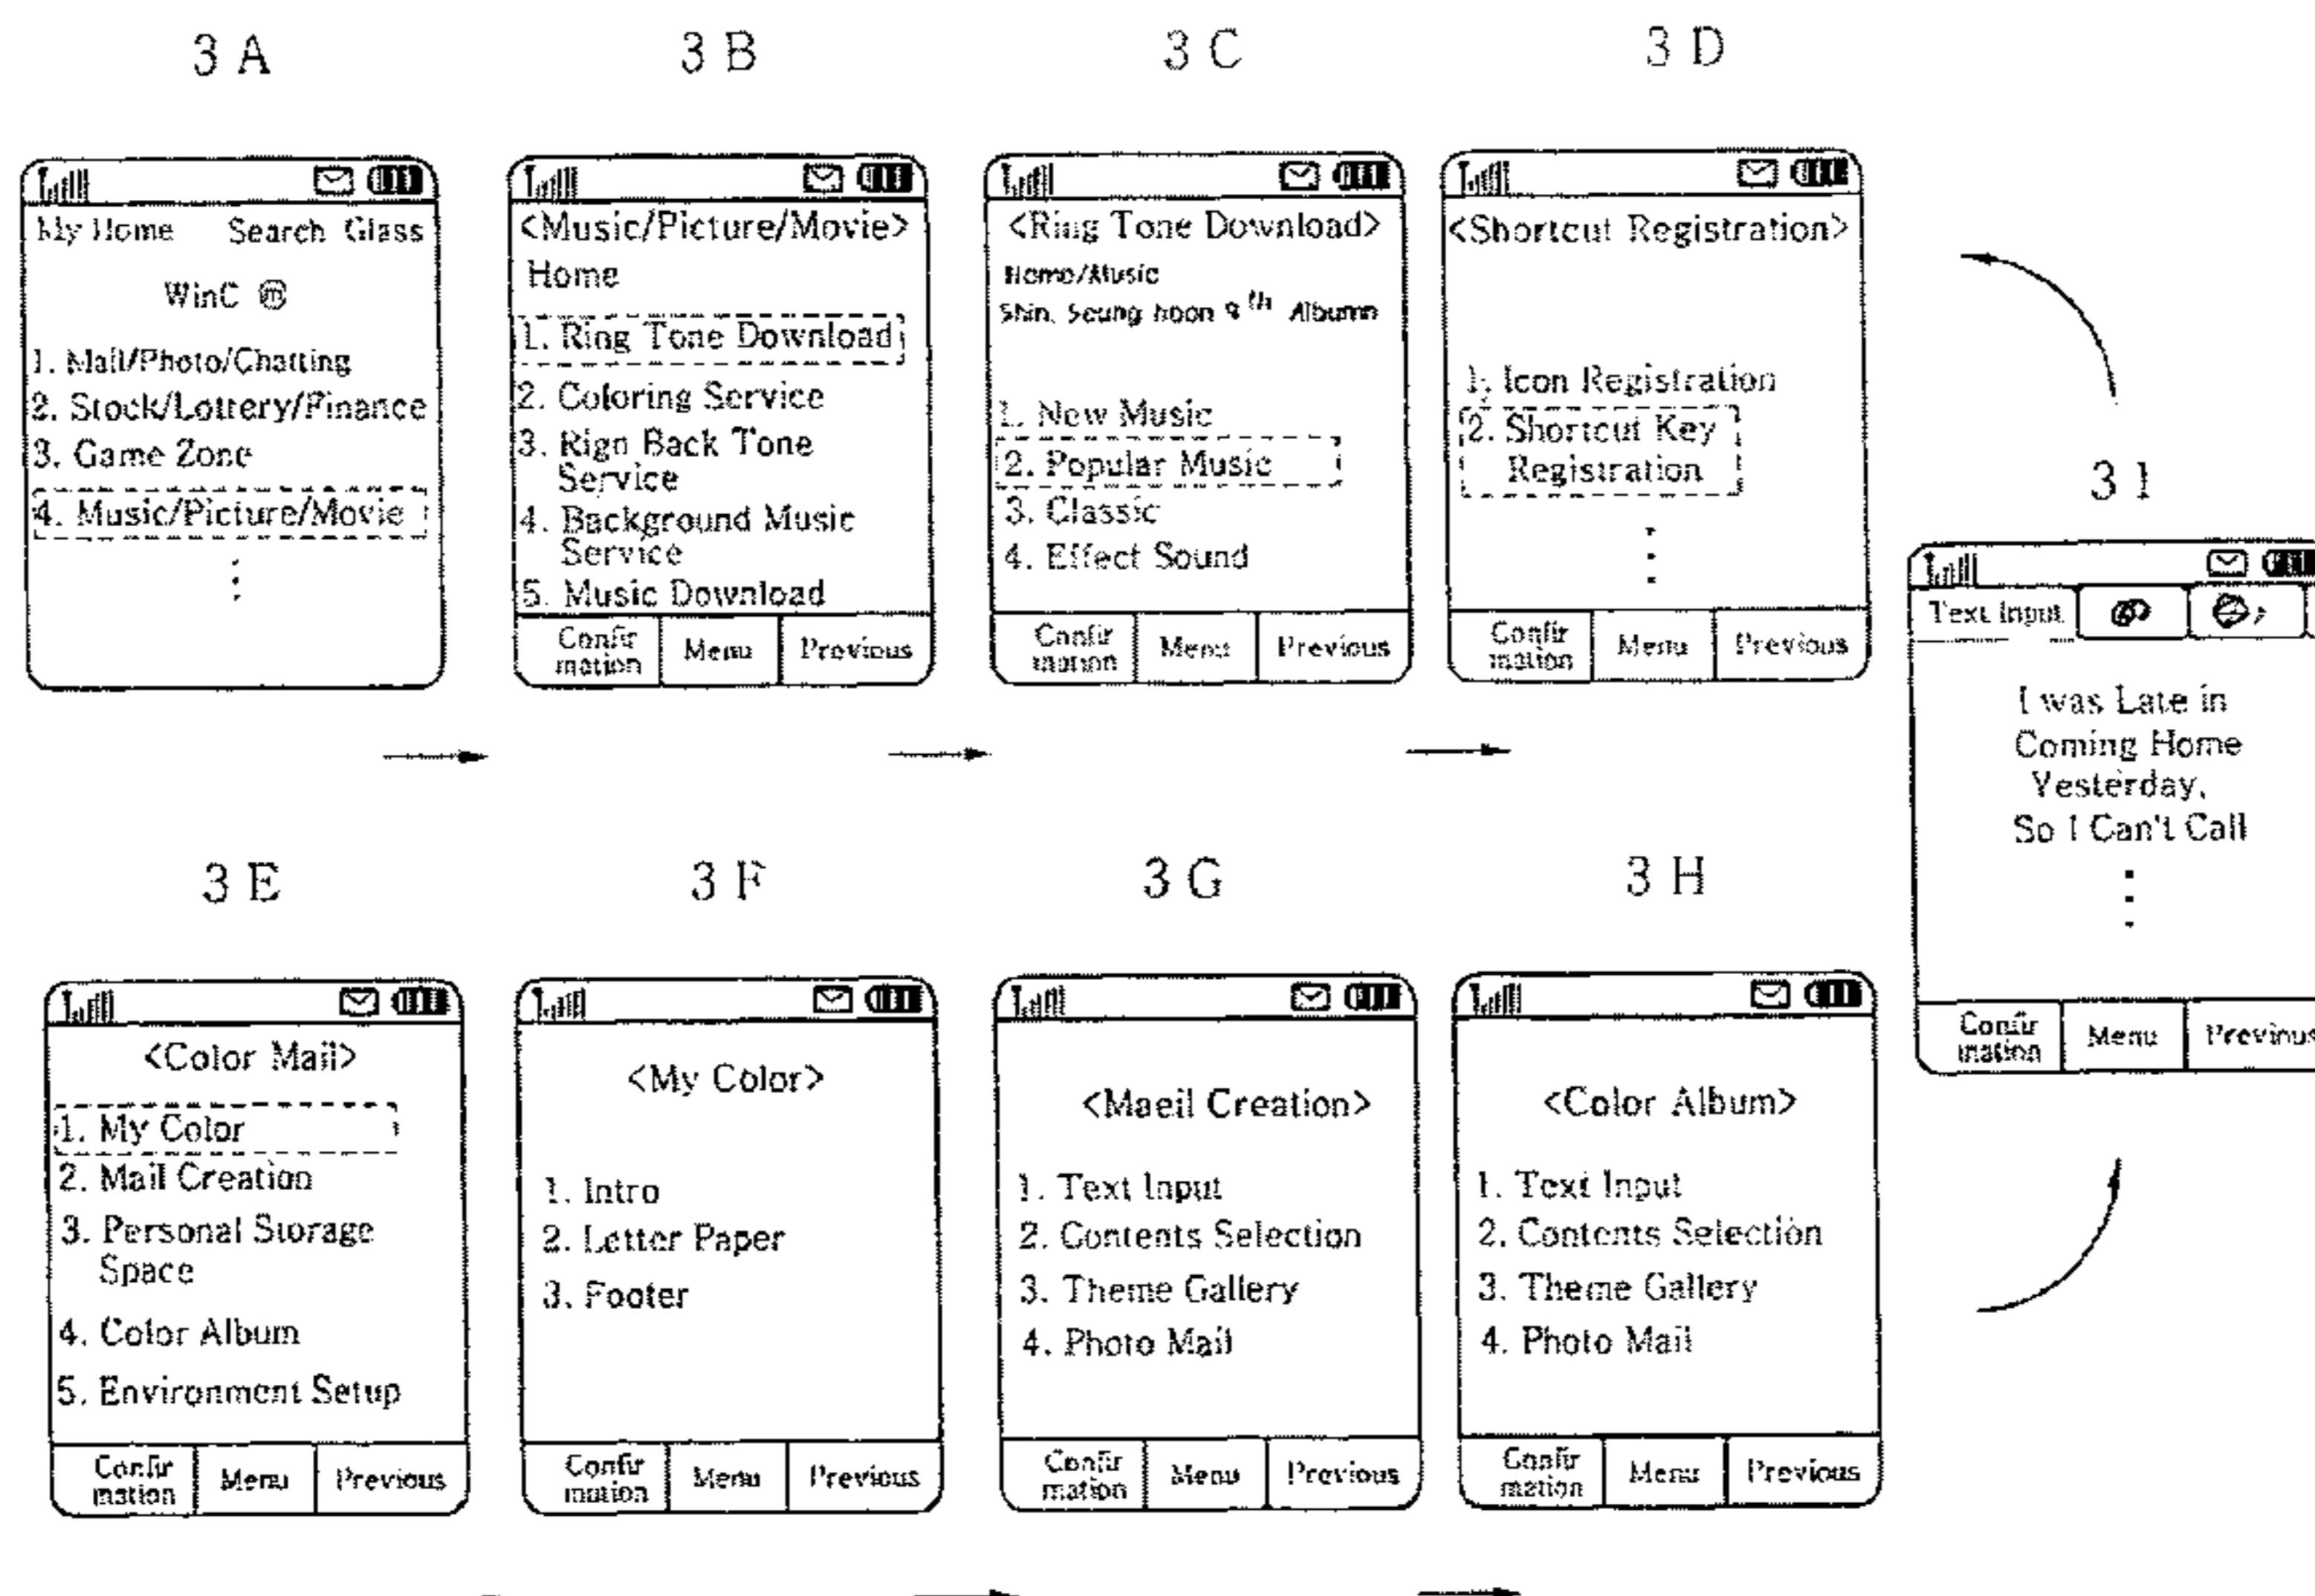 3 A
3 B
3 C
3 D
My Home Search Glass
WinC ⓜ
1. Mail/Photo/Chatting
2. Stock/Lottery/Finance
3. Game Zone
4. Music/Picture/Movie
<Music/Picture/Movie>
Home
1. Ring Tone Download
2. Coloring Service
3. Rign Back Tone
Service
4. Background Music
Service
5. Music Download
Confir
mation
Menu
Previous
<Ring Tone Download>
Home/Music
Shin, Seung hoon 9th Albumn
1. New Music
2. Popular Music
3. Classic
4. Effect Sound
Confir
mation
Menu
Previous
<Shortcut Registration>
1. Icon Registration
2. Shortcut Key
Registration
Confir
mation
Menu
Previous
3 I
Text Input
I was Late in
Coming Home
Yesterday,
So I Can't Call
Confir
mation
Menu
Previous
3 E
3 F
3 G
3 H
<Color Mail>
1. My Color
2. Mail Creation
3. Personal Storage
Space
4. Color Album
5. Environment Setup
Confir
mation
Menu
Previous
<My Color>
1. Intro
2. Letter Paper
3. Footer
Confir
mation
Menu
Previous
<Maeil Creation>
1. Text Input
2. Contents Selection
3. Theme Gallery
4. Photo Mail
Confir
mation
Menu
Previous
<Color Album>
1. Text Input
2. Contents Selection
3. Theme Gallery
4. Photo Mail
Confir
mation
Menu
Previous